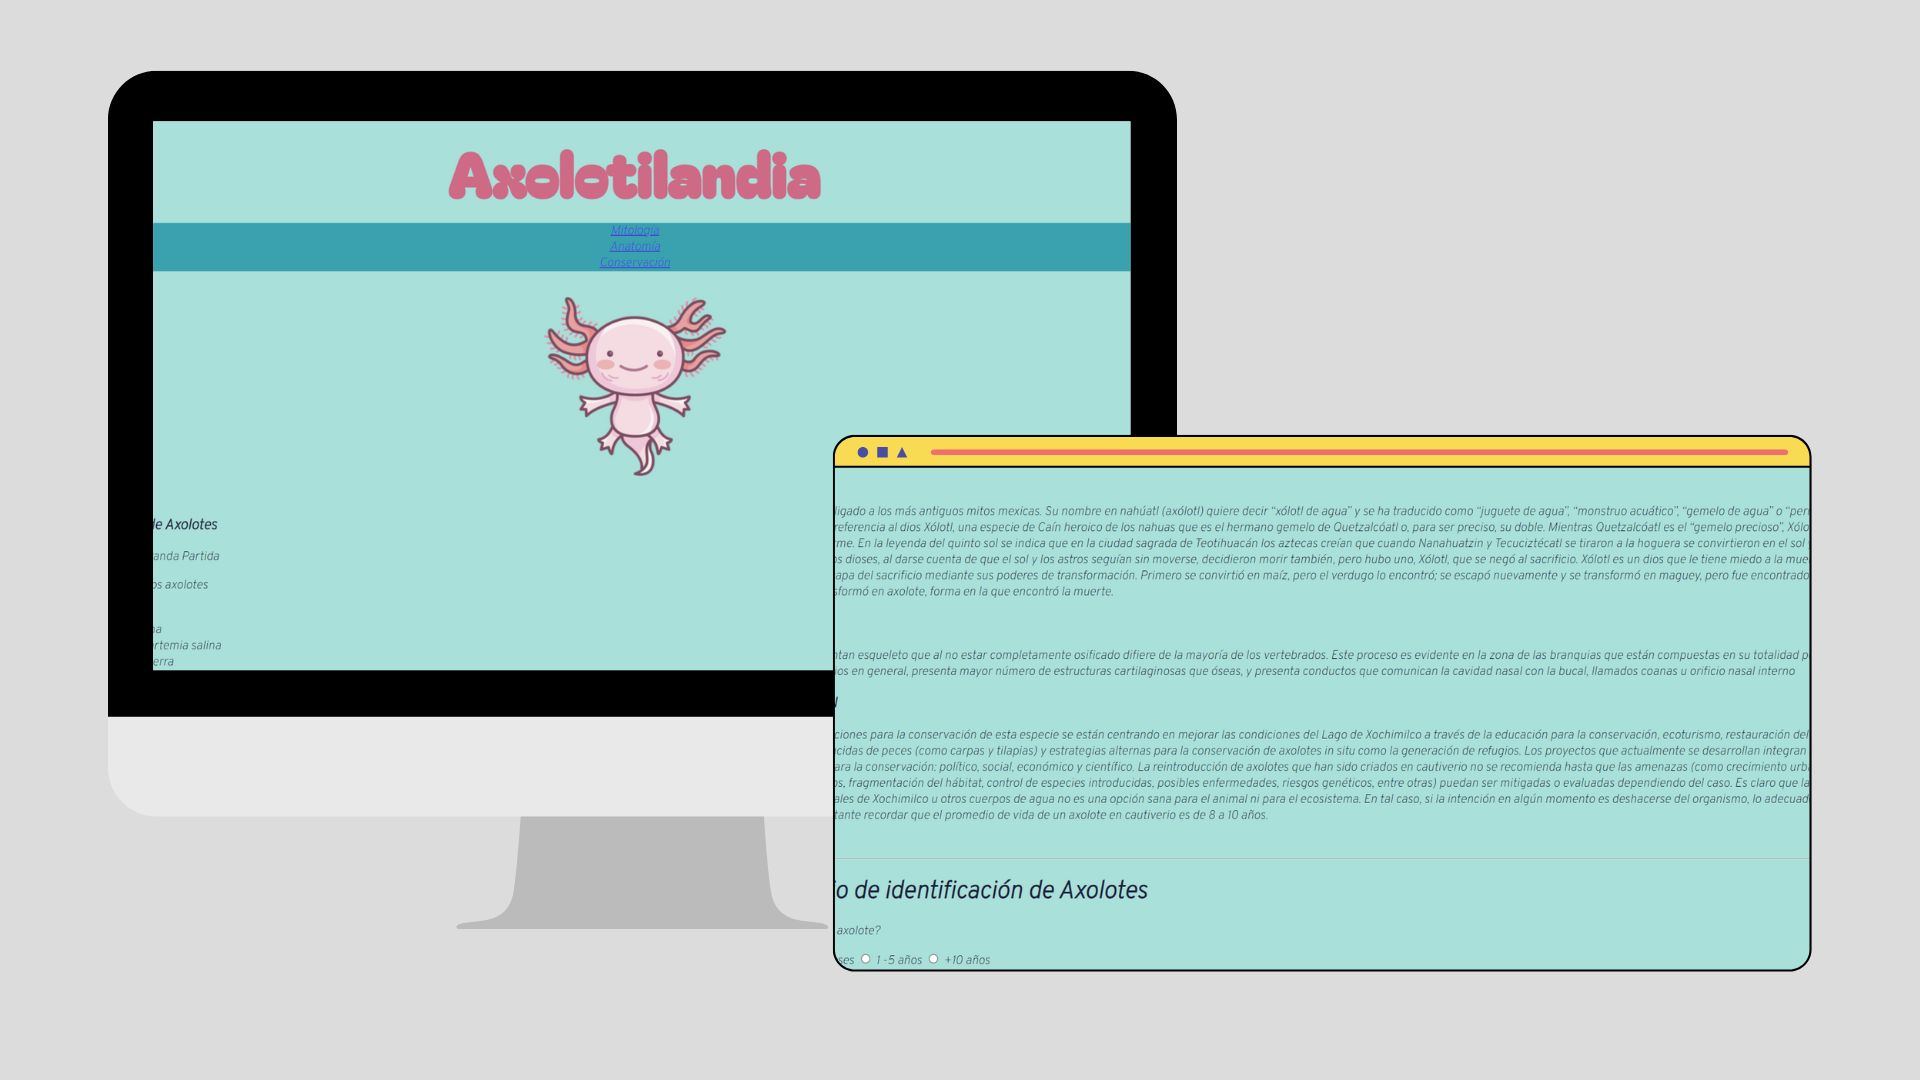 Axolotilandia
Mitología
Anatomía
Conservación
de Axolotes
anda Partida
os axolotes
na
artemia salina
ierra
ligado a los más antiguos mitos mexicas. Su nombre en nahúatl (axólotl) quiere decir “xólotl de agua” y se ha traducido como “juguete de agua”, “monstruo acuático”, “gemelo de agua” o “perr
referencia al dios Xólotl, una especie de Caín heroico de los nahuas que es el hermano gemelo de Quetzalcóatl o, para ser preciso, su doble. Mientras Quetzalcóatl es el “gemelo precioso”, Xólo
rme. En la leyenda del quinto sol se indica que en la ciudad sagrada de Teotihuacán los aztecas creían que cuando Nanahuatzin y Tecuciztécatl se tiraron a la hoguera se convirtieron en el sol y
os dioses, al darse cuenta de que el sol y los astros seguían sin moverse, decidieron morir también, pero hubo uno, Xólotl, que se negó al sacrificio. Xólotl es un dios que le tiene miedo a la mue
apa del sacrificio mediante sus poderes de transformación. Primero se convirtió en maíz, pero el verdugo lo encontró; se escapó nuevamente y se transformó en maguey, pero fue encontrado
sformó en axolote, forma en la que encontró la muerte.
ntan esqueleto que al no estar completamente osificado difiere de la mayoría de los vertebrados. Este proceso es evidente en la zona de las branquias que están compuestas en su totalidad p
ios en general, presenta mayor número de estructuras cartilaginosas que óseas, y presenta conductos que comunican la cavidad nasal con la bucal, llamados coanas u orificio nasal interno
ciones para la conservación de esta especie se están centrando en mejorar las condiciones del Lago de Xochimilco a través de la educación para la conservación, ecoturismo, restauración del
cidas de peces (como carpas y tilapias) y estrategias alternas para la conservación de axolotes in situ como la generación de refugios. Los proyectos que actualmente se desarrollan integran
ara la conservación: político, social, económico y científico. La reintroducción de axolotes que han sido criados en cautiverio no se recomienda hasta que las amenazas (como crecimiento urba
os, fragmentación del hábitat, control de especies introducidas, posibles enfermedades, riesgos genéticos, entre otras) puedan ser mitigadas o evaluadas dependiendo del caso. Es claro que la
ales de Xochimilco u otros cuerpos de agua no es una opción sana para el animal ni para el ecosistema. En tal caso, si la intención en algún momento es deshacerse del organismo, lo adecuad
tante recordar que el promedio de vida de un axolote en cautiverio es de 8 a 10 años.
io de identificación de Axolotes
axolote?
ses 1 -5 años +10 años